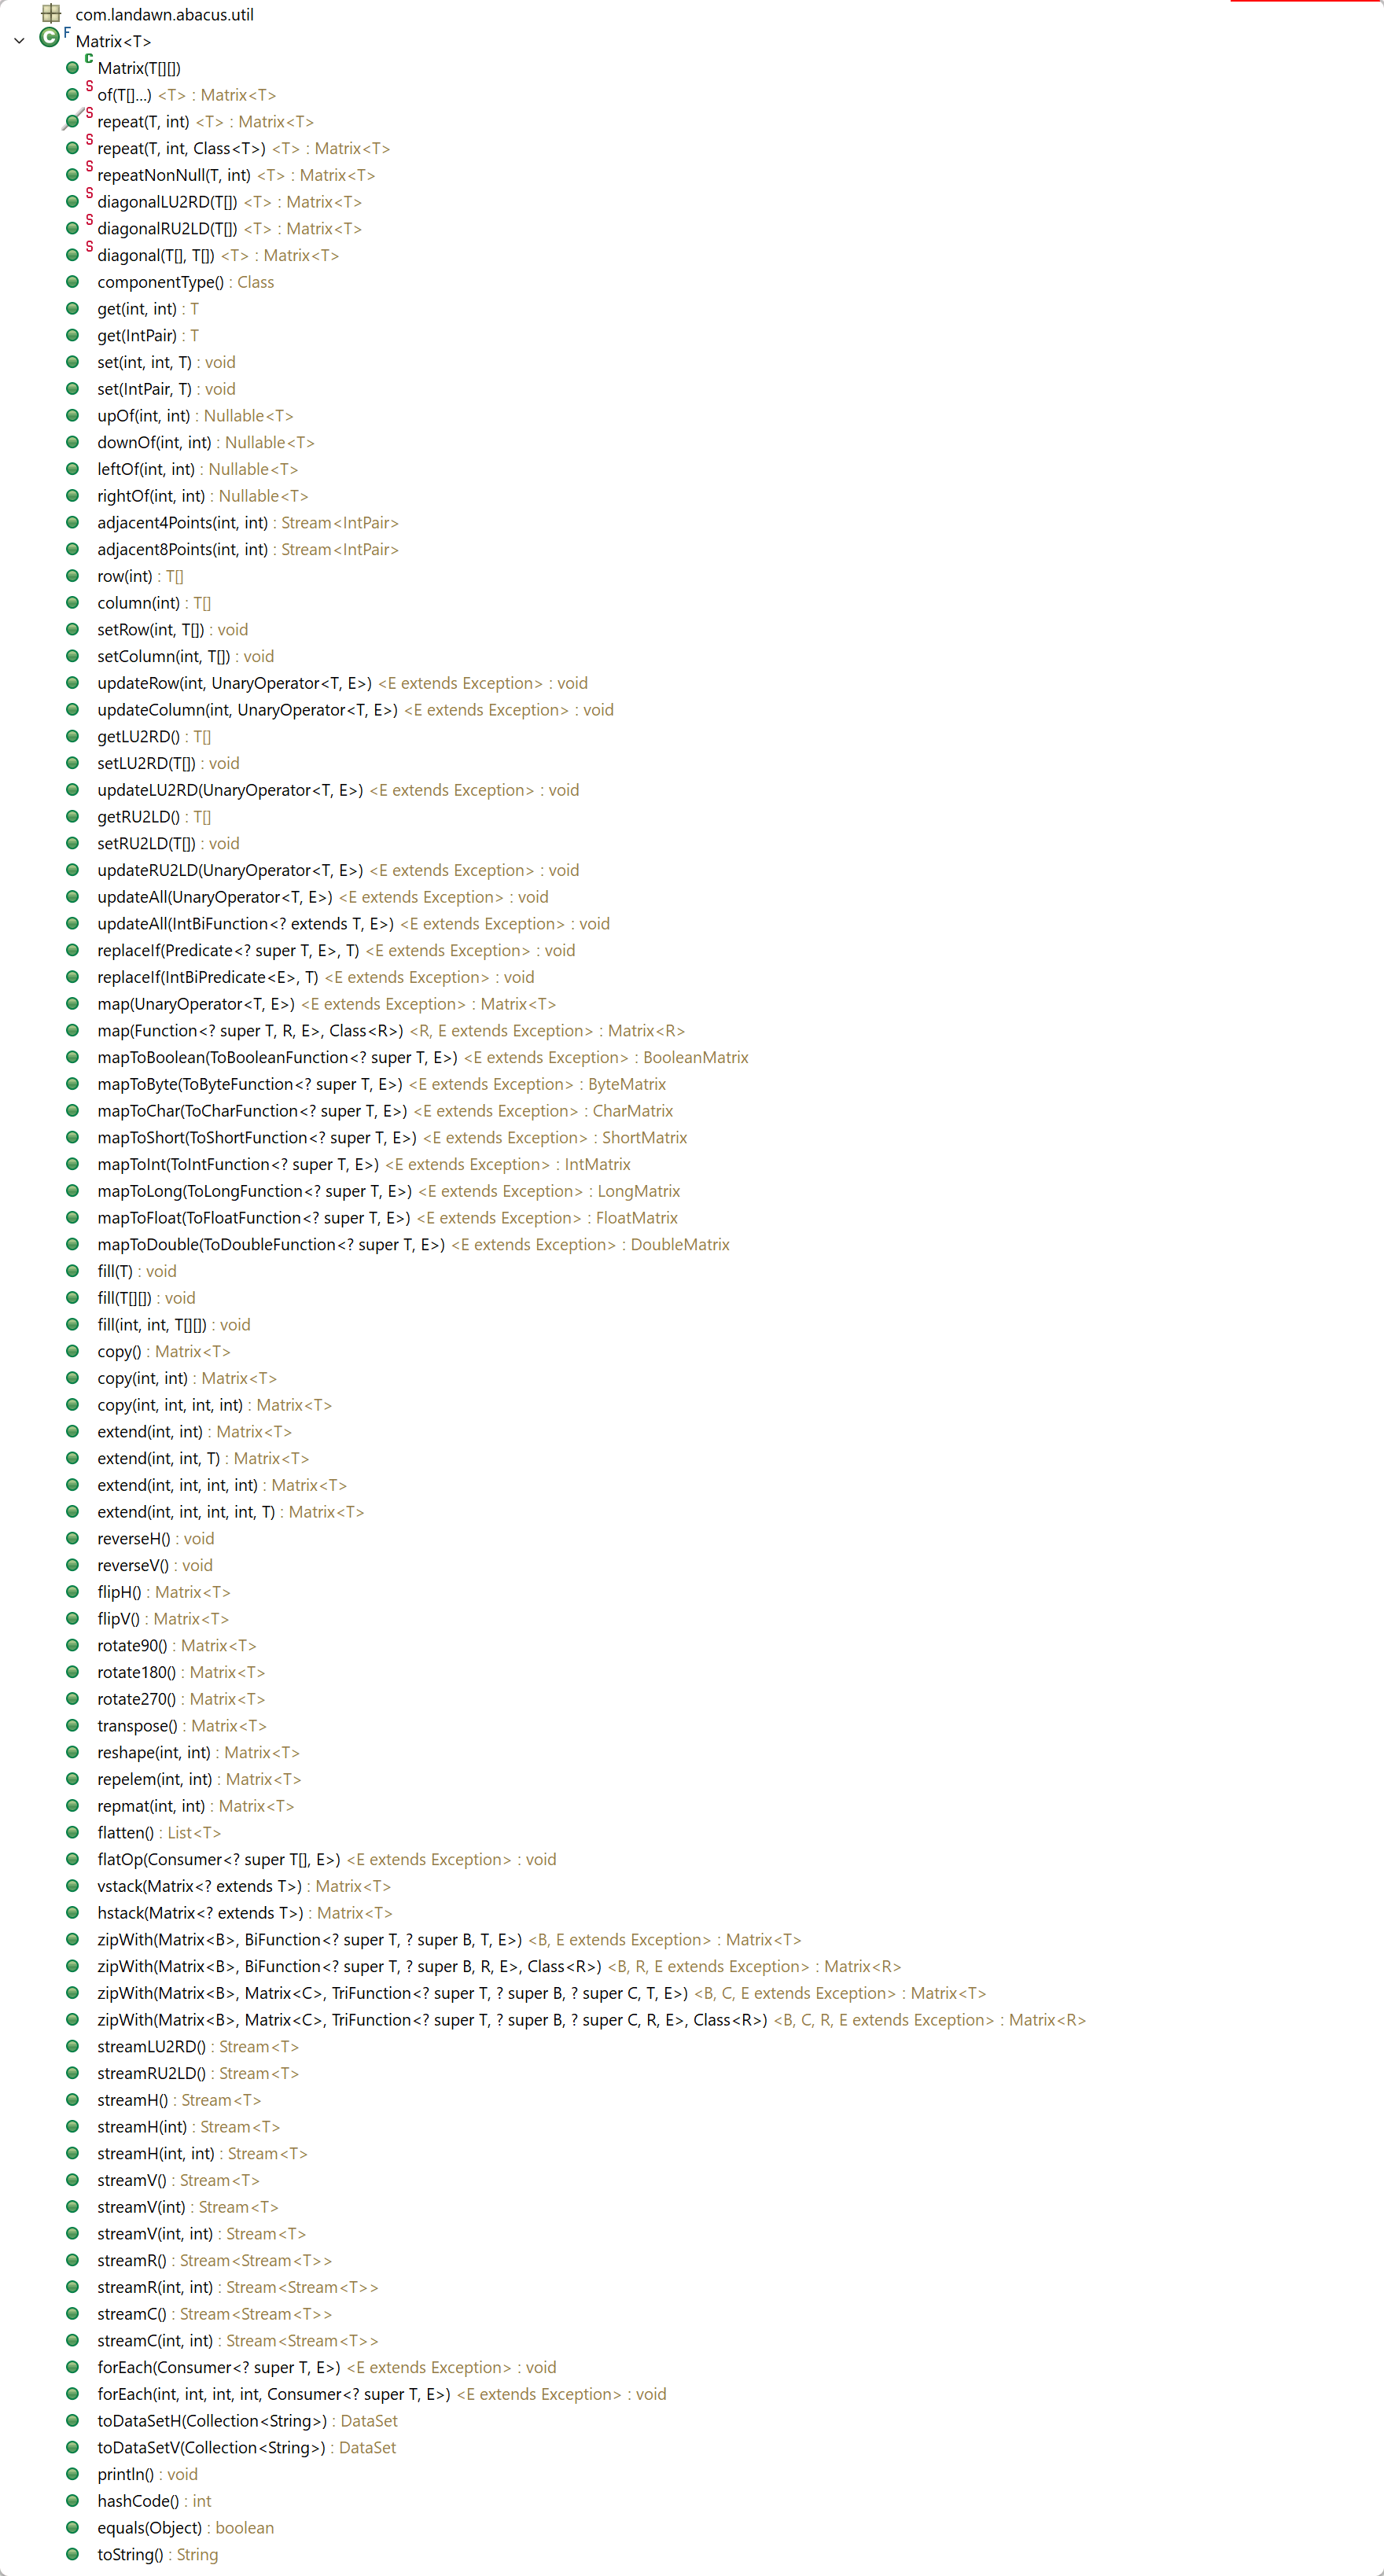 com.landawn.abacus.util
Matrix<T>
Matrix(T[][])
of(T[]...) <T> : Matrix<T>
repeat(T, int) <T> : Matrix<T>
repeat(T, int, Class<T>) <T> : Matrix<T>
repeatNonNull(T, int) <T> : Matrix<T>
diagonalLU2RD(T[]) <T> : Matrix<T>
diagonalRU2LD(T[]) <T> : Matrix<T>
diagonal(T[], T[]) <T> : Matrix<T>
componentType() : Class
get(int, int) : T
get(IntPair) : T
set(int, int, T) : void
set(IntPair, T) : void
upOf(int, int) : Nullable<T>
downOf(int, int) : Nullable<T>
leftOf(int, int) : Nullable<T>
rightOf(int, int) : Nullable<T>
adjacent4Points(int, int) : Stream<IntPair>
adjacent8Points(int, int) : Stream<IntPair>
row(int) : T[]
column(int) : T[]
setRow(int, T[]) : void
setColumn(int, T[]) : void
updateRow(int, UnaryOperator<T, E>) <E extends Exception> : void
updateColumn(int, UnaryOperator<T, E>) <E extends Exception> : void
getLU2RD() : T[]
setLU2RD(T[]) : void
updateLU2RD(UnaryOperator<T, E>) <E extends Exception> : void
getRU2LD() : T[]
setRU2LD(T[]) : void
updateRU2LD(UnaryOperator<T, E>) <E extends Exception> : void
updateAll(UnaryOperator<T, E>) <E extends Exception> : void
updateAll(IntBiFunction<? extends T, E>) <E extends Exception> : void
replaceIf(Predicate<? super T, E>, T) <E extends Exception> : void
replaceIf(IntBiPredicate<E>, T) <E extends Exception> : void
map(UnaryOperator<T, E>) <E extends Exception> : Matrix<T>
map(Function<? super T, R, E>, Class<R>) <R, E extends Exception> : Matrix<R>
mapToBoolean(ToBooleanFunction<? super T, E>) <E extends Exception> : BooleanMatrix
mapToByte(ToByteFunction<? super T, E>) <E extends Exception> : ByteMatrix
mapToChar(ToCharFunction<? super T, E>) <E extends Exception> : CharMatrix
mapToShort(ToShortFunction<? super T, E>) <E extends Exception> : ShortMatrix
mapToInt(ToIntFunction<? super T, E>) <E extends Exception> : IntMatrix
mapToLong(ToLongFunction<? super T, E>) <E extends Exception> : LongMatrix
mapToFloat(ToFloatFunction<? super T, E>) <E extends Exception> : FloatMatrix
mapToDouble(ToDoubleFunction<? super T, E>) <E extends Exception> : DoubleMatrix
fill(T) : void
fill(T[][]) : void
fill(int, int, T[][]) : void
copy() : Matrix<T>
copy(int, int) : Matrix<T>
copy(int, int, int, int) : Matrix<T>
extend(int, int) : Matrix<T>
extend(int, int, T) : Matrix<T>
extend(int, int, int, int) : Matrix<T>
extend(int, int, int, int, T) : Matrix<T>
reverseH() : void
reverseV() : void
flipH() : Matrix<T>
flipV() : Matrix<T>
rotate90() : Matrix<T>
rotate180() : Matrix<T>
rotate270() : Matrix<T>
transpose() : Matrix<T>
reshape(int, int) : Matrix<T>
repelem(int, int) : Matrix<T>
repmat(int, int) : Matrix<T>
flatten() : List<T>
flatOp(Consumer<? super T[], E>) <E extends Exception> : void
vstack(Matrix<? extends T>) : Matrix<T>
hstack(Matrix<? extends T>) : Matrix<T>
zipWith(Matrix<B>, BiFunction<? super T, ? super B, T, E>) <B, E extends Exception> : Matrix<T>
zipWith(Matrix<B>, BiFunction<? super T, ? super B, R, E>, Class<R>) <B, R, E extends Exception> : Matrix<R>
zipWith(Matrix<B>, Matrix<C>, TriFunction<? super T, ? super B, ? super C, T, E>) <B, C, E extends Exception> : Matrix<T>
zipWith(Matrix<B>, Matrix<C>, TriFunction<? super T, ? super B, ? super C, R, E>, Class<R>) <B, C, R, E extends Exception> : Matrix<R>
streamLU2RD() : Stream<T>
streamRU2LD() : Stream<T>
streamH() : Stream<T>
streamH(int) : Stream<T>
streamH(int, int) : Stream<T>
streamV() : Stream<T>
streamV(int) : Stream<T>
streamV(int, int) : Stream<T>
streamR() : Stream<Stream<T>>
streamR(int, int) : Stream<Stream<T>>
streamC() : Stream<Stream<T>>
streamC(int, int) : Stream<Stream<T>>
forEach(Consumer<? super T, E>) <E extends Exception> : void
forEach(int, int, int, int, Consumer<? super T, E>) <E extends Exception> : void
toDataSetH(Collection<String>) : DataSet
toDataSetV(Collection<String>) : DataSet
println() : void
hashCode() : int
equals(Object) : boolean
toString() : String